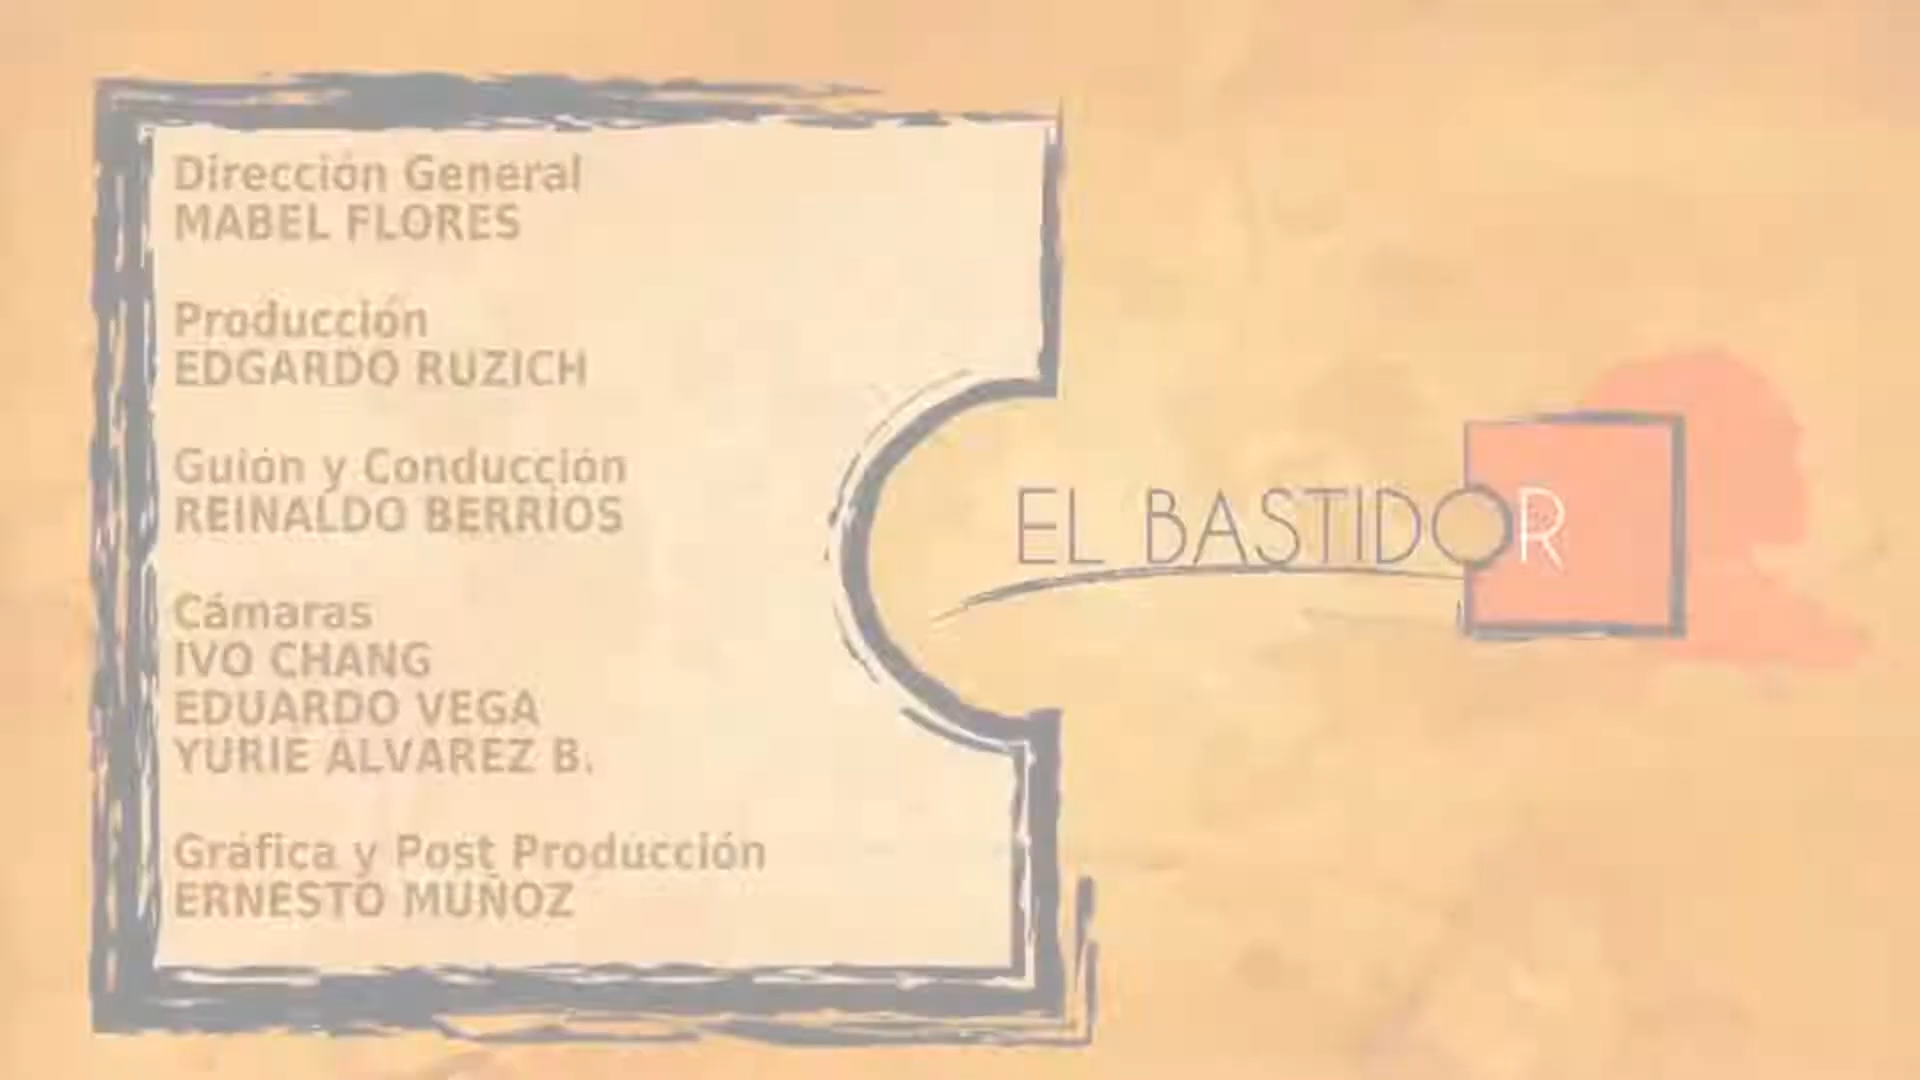 Dirección General
MABEL FLORES
Producción
EDGARDO RUZICH
Guión y Conducción
REINALDO BERRÍOS
Cámaras
IVO CHANG
EDUARDO VEGA
YURIE ALVAREZ B.
Gráfica y Post Producción
ERNESTO MUÑOZ
EL BASTIDOR